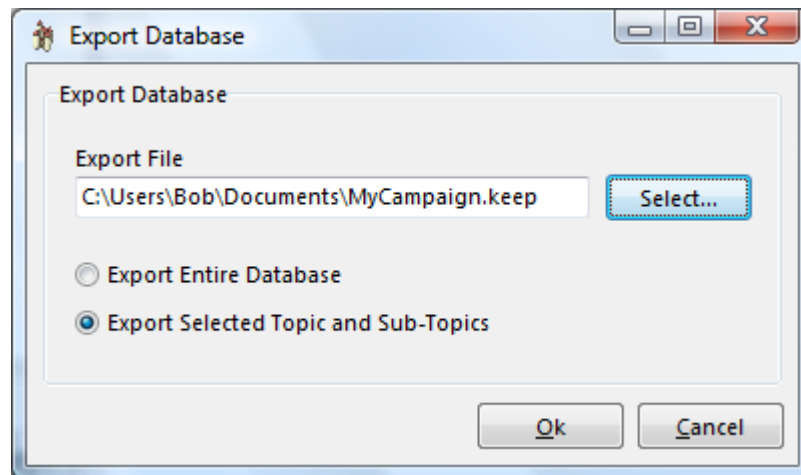 Export Database
Export Database
Export File
C:\Users\Bob\Documents\MyCampaign.keep
Select...
Export Entire Database
Export Selected Topic and Sub-Topics
Ok
Cancel